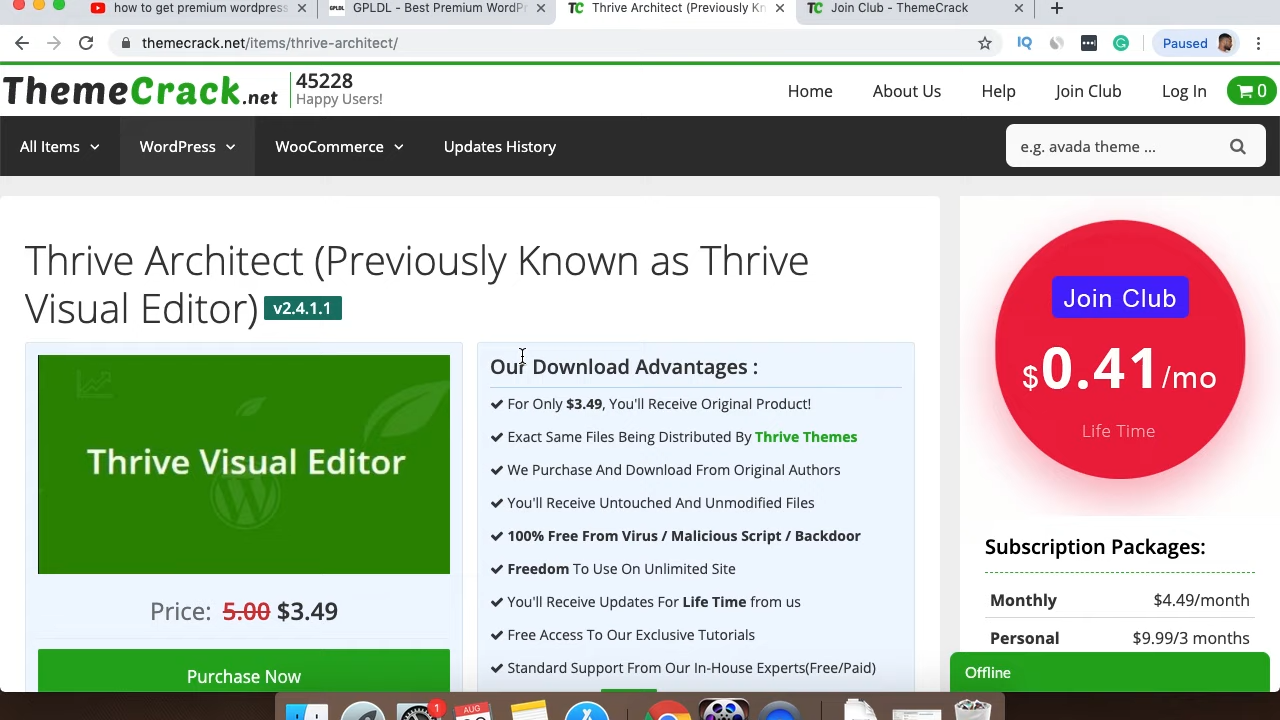 how to get premium wordpress
GPLDL - Best Premium WordPr
TC Thrive Architect (Previously Kn
TC Join Club - ThemeCrack
themecrack.net/items/thrive-architect/
IQ
Paused
ThemeCrack.net
45228
Happy Users!
Home
About Us
Help
Join Club
Log In
0
All Items
WordPress
WooCommerce
Updates History
e.g. avada theme ...
Thrive Architect (Previously Known as Thrive
Visual Editor) v2.4.1.1
Thrive Visual Editor
Price: 5.00 $3.49
Purchase Now
Our Download Advantages :
For Only $3.49, You'll Receive Original Product!
Exact Same Files Being Distributed By Thrive Themes
We Purchase And Download From Original Authors
You'll Receive Untouched And Unmodified Files
100% Free From Virus / Malicious Script / Backdoor
Freedom To Use On Unlimited Site
You'll Receive Updates For Life Time from us
Free Access To Our Exclusive Tutorials
Standard Support From Our In-House Experts(Free/Paid)
Join Club
$0.41/mo
Life Time
Subscription Packages:
Monthly $4.49/month
Personal $9.99/3 months
Offline
1
AUG